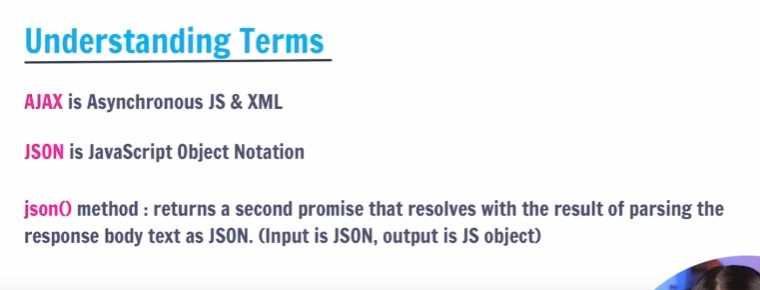 Understanding Terms
AJAX is Asynchronous JS & XML
JSON is JavaScript Object Notation
json() method : returns a second promise that resolves with the result of parsing the
response body text as JSON. (Input is JSON, output is JS object)